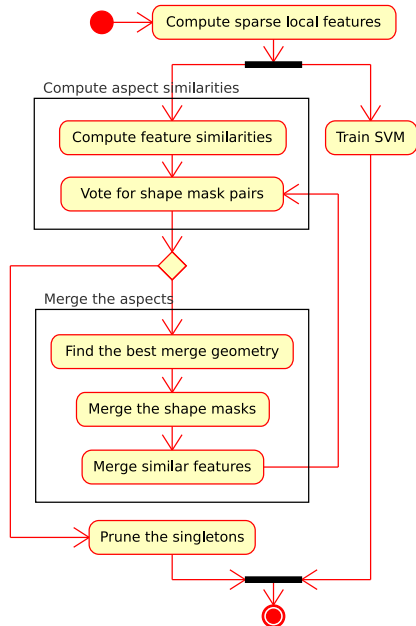 Compute sparse local features
Compute aspect similarities
Compute feature similarities
Train SVM
Vote for shape mask pairs
Merge the aspects
Find the best merge geometry
Merge the shape masks
Merge similar features
Prune the singletons